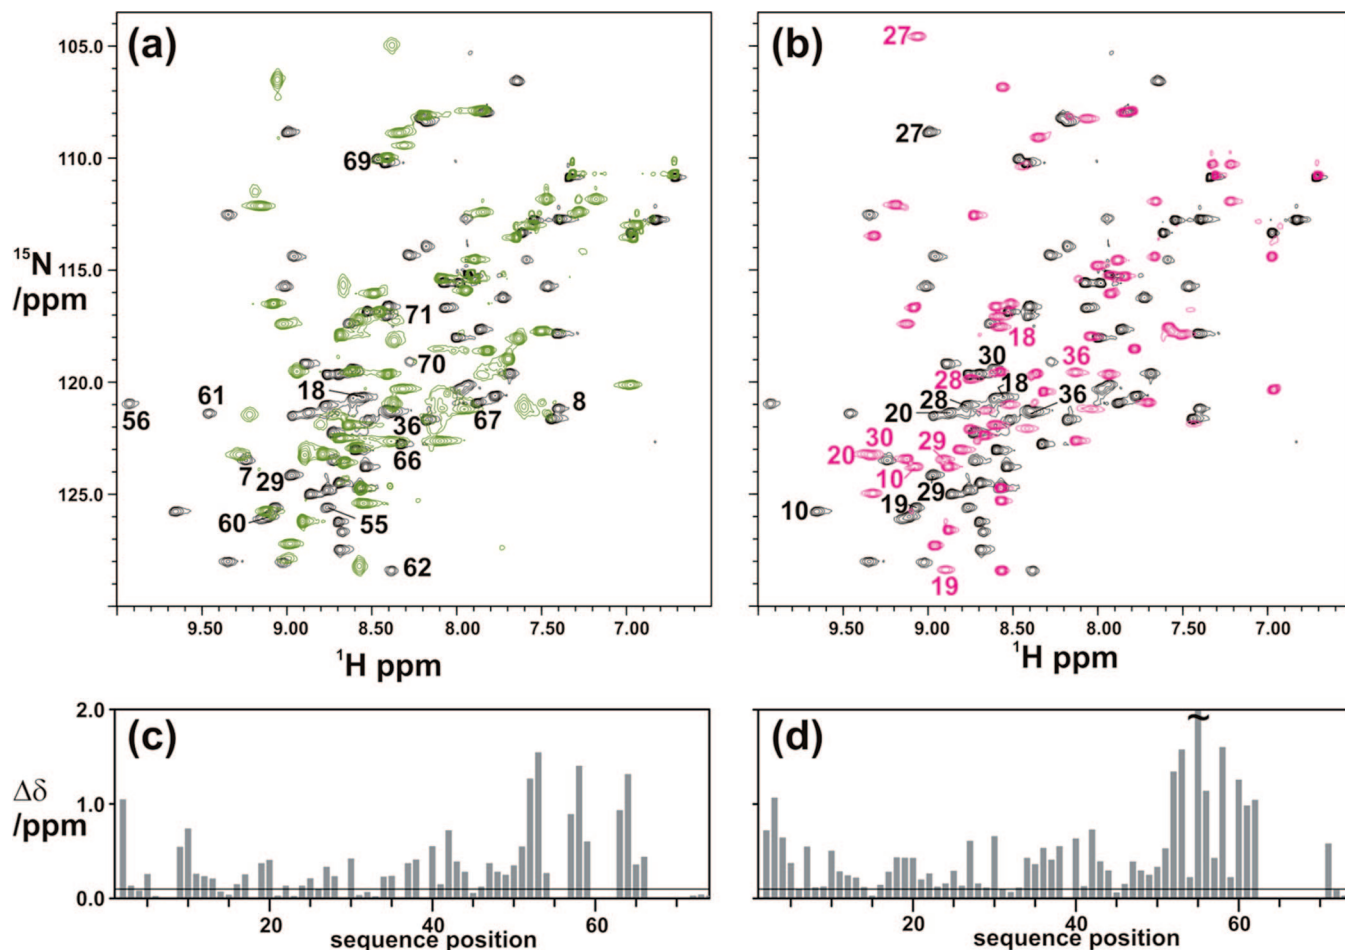 (a)
(b)
105.0
110.0
115.0
120.0
125.0
15N
/ppm
69
71
70
61
18
56
8
36
67
66
7
29
60
55
62
9.50 9.00 8.50 8.00 7.50 7.00
1H ppm
27
27
18
30
36
28
18
28
36
20
30
29
20
10
29
19
10
19
9.50 9.00 8.50 8.00 7.50 7.00
1H ppm
(c)
(d)
~
2.0
1.0
0.0
Δδ
/ppm
20 40 60
sequence position
20 40 60
sequence position